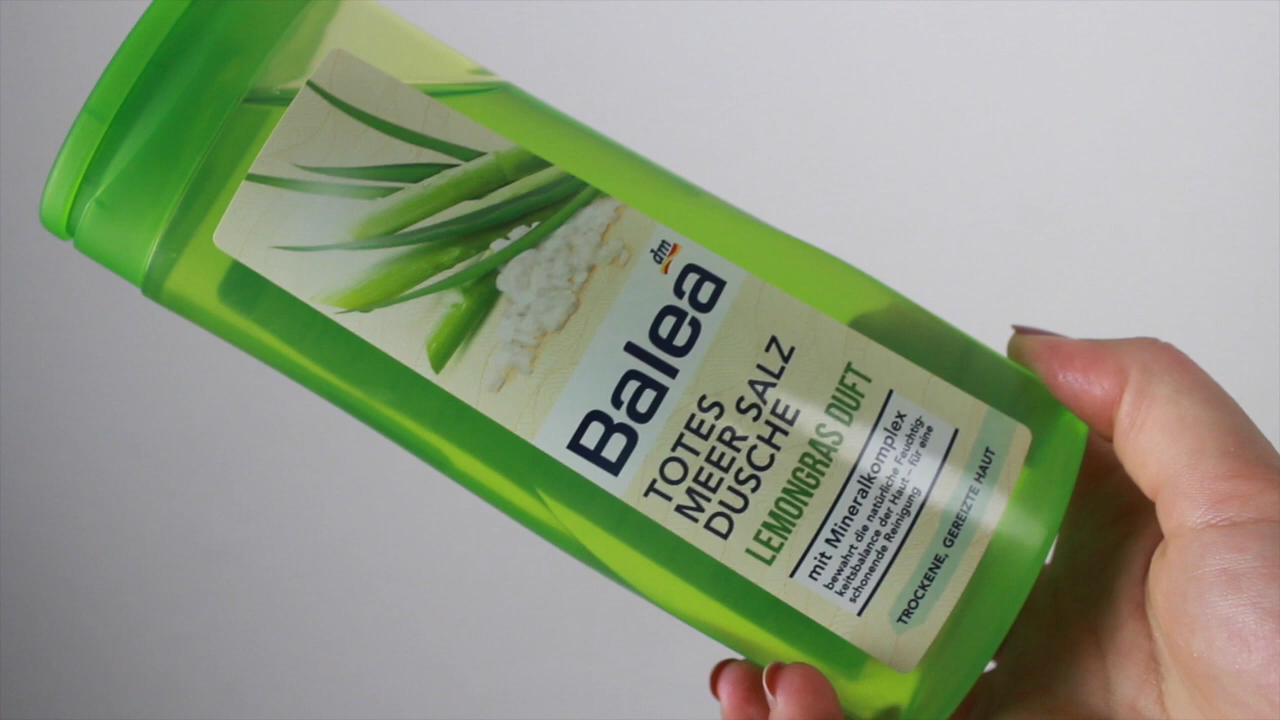 dm
Balea
TOTES
MEER SALZ
DUSCHE
LEMONGRAS DUFT
mit Mineralkomplex
bewahrt die natürliche Feuchtig-
keitsbalance der Haut – für eine
schonende Reinigung
TROCKENE, GEREIZTE HAUT